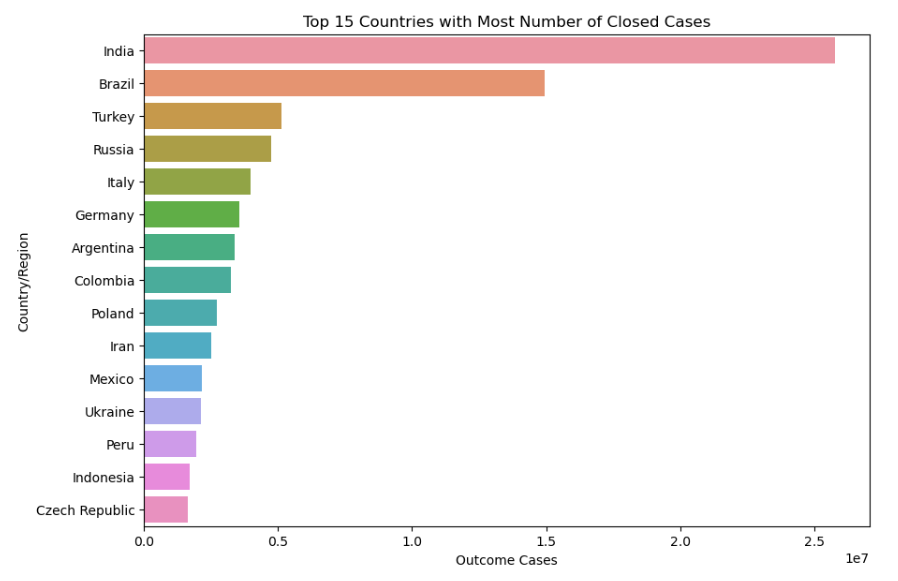 Top 15 Countries with Most Number of Closed Cases
Country/Region
India
Brazil
Turkey
Russia
Italy
Germany
Argentina
Colombia
Poland
Iran
Mexico
Ukraine
Peru
Indonesia
Czech Republic
0.0 0.5 1.0 1.5 2.0 2.5
1e7
Outcome Cases